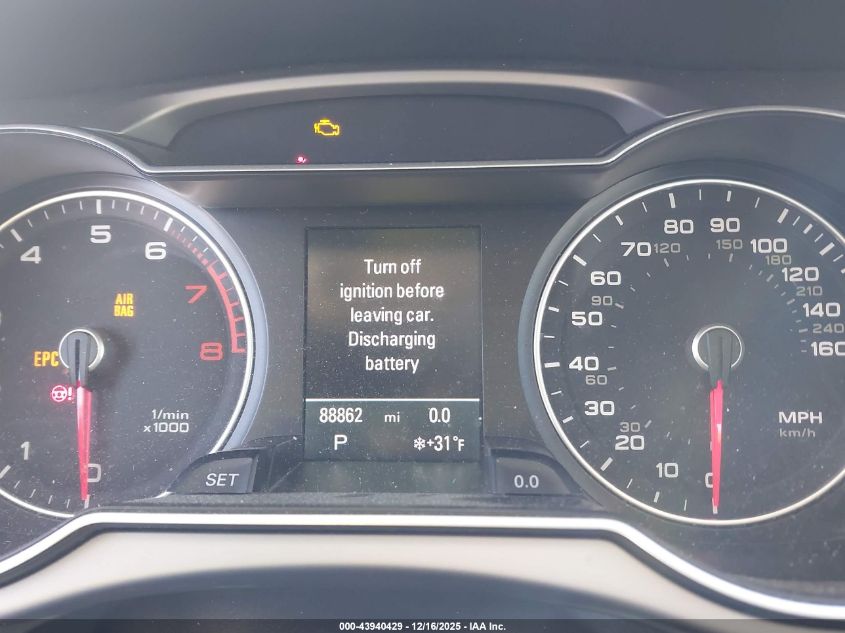 Turn off
ignition before
leaving car.
Discharging
battery
88862 mi 0.0
P ❄+31°F
SET
0.0
AIR
BAG
EPC
1/min
x1000
0
1
4
5
6
7
8
0
10
20
30
40
50
60
70
80
90
100
120
140
160
30
60
90
120
150
180
210
240
MPH
km/h
000-43940429 - 12/16/2025 - IAA Inc.